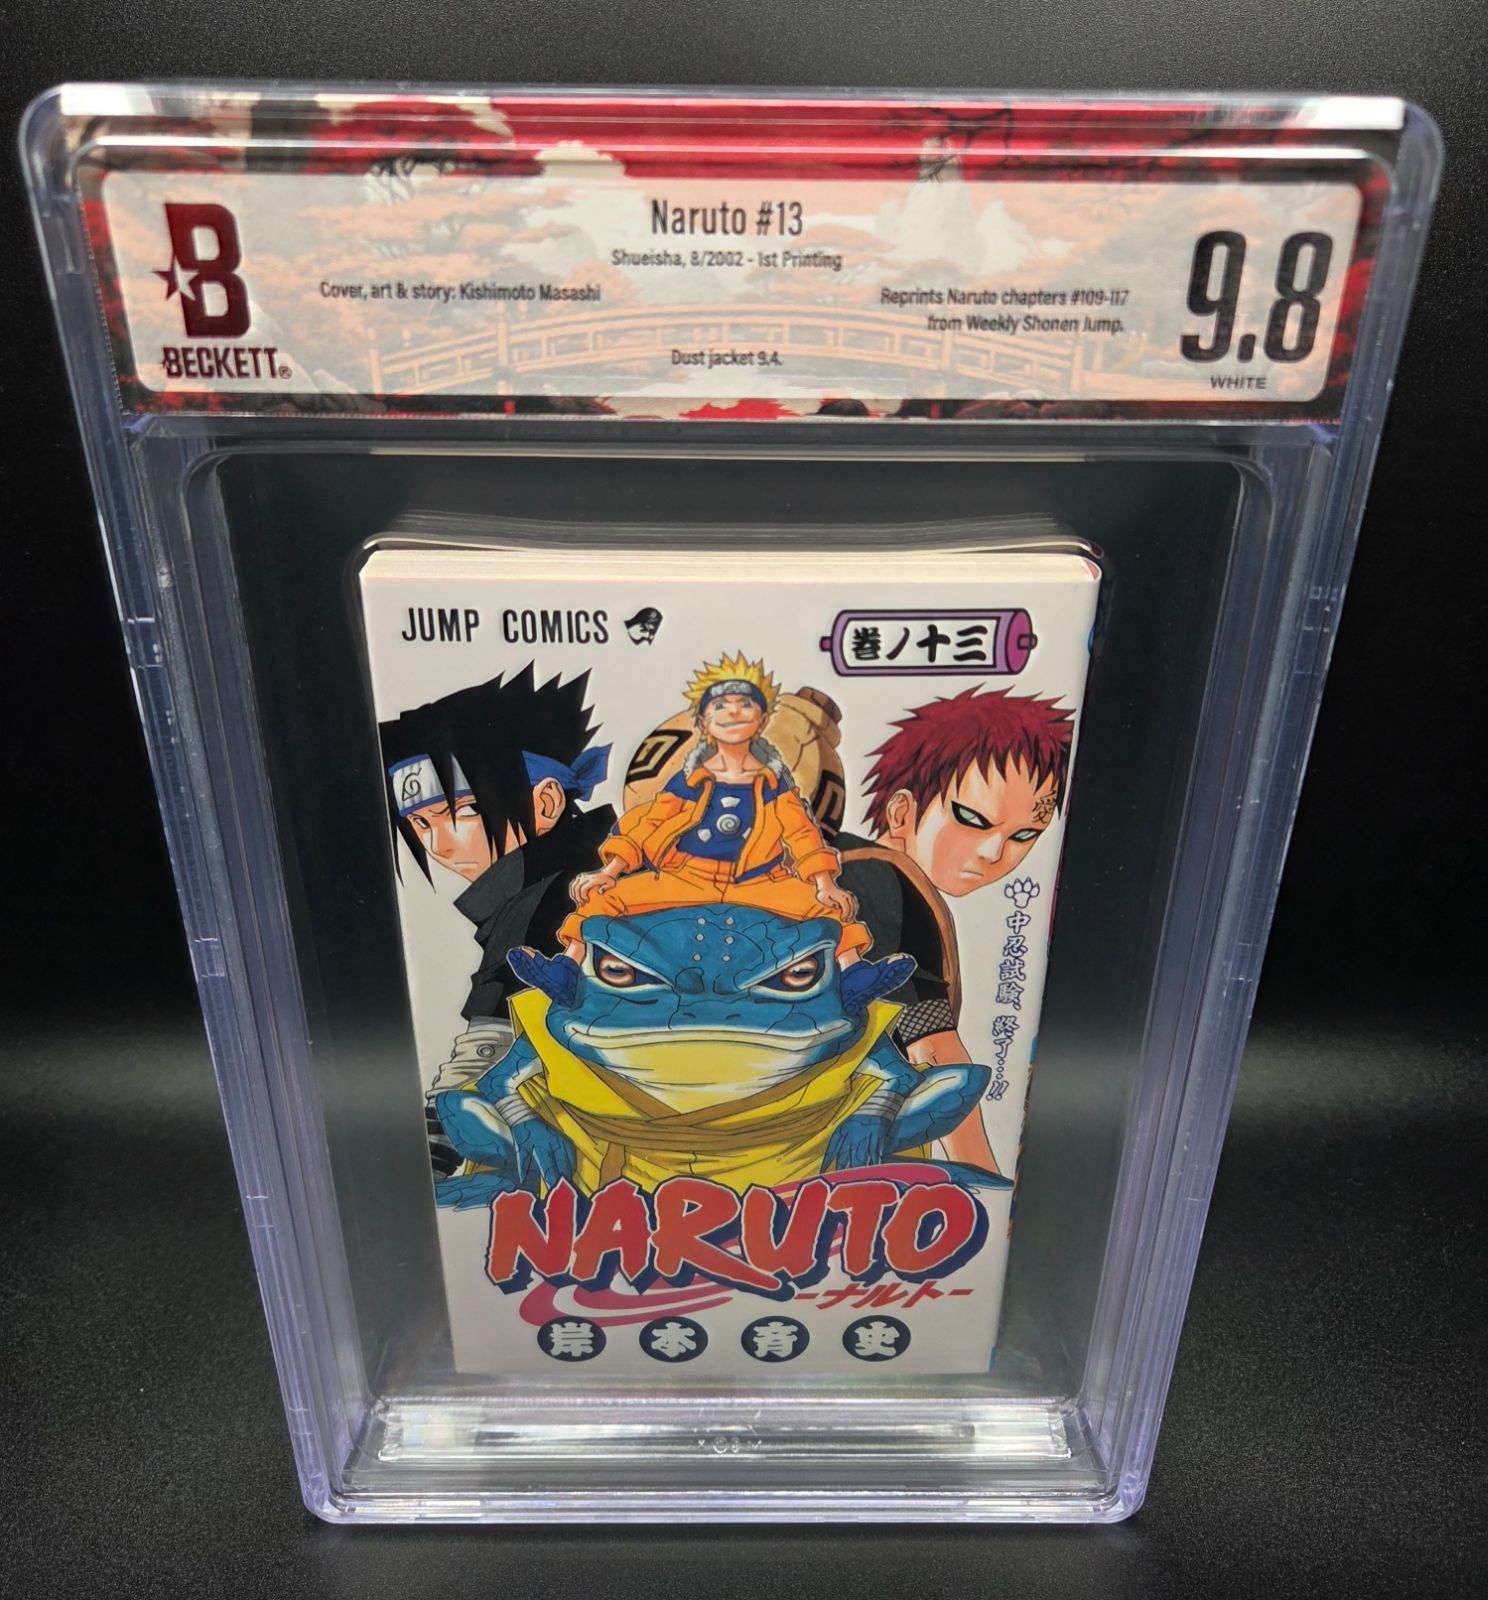 B
BECKETT®
Naruto #13
Shueisha, 8/2002 - 1st Printing
Cover, art & story: Kishimoto Masashi
Reprints Naruto chapters #109-117
from Weekly Shonen Jump.
Dust jacket 9.4.
9.8
WHITE
JUMP COMICS
巻ノ十三
愛
中忍試験、終了…!!
NARUTO
-ナルト-
岸本斉史